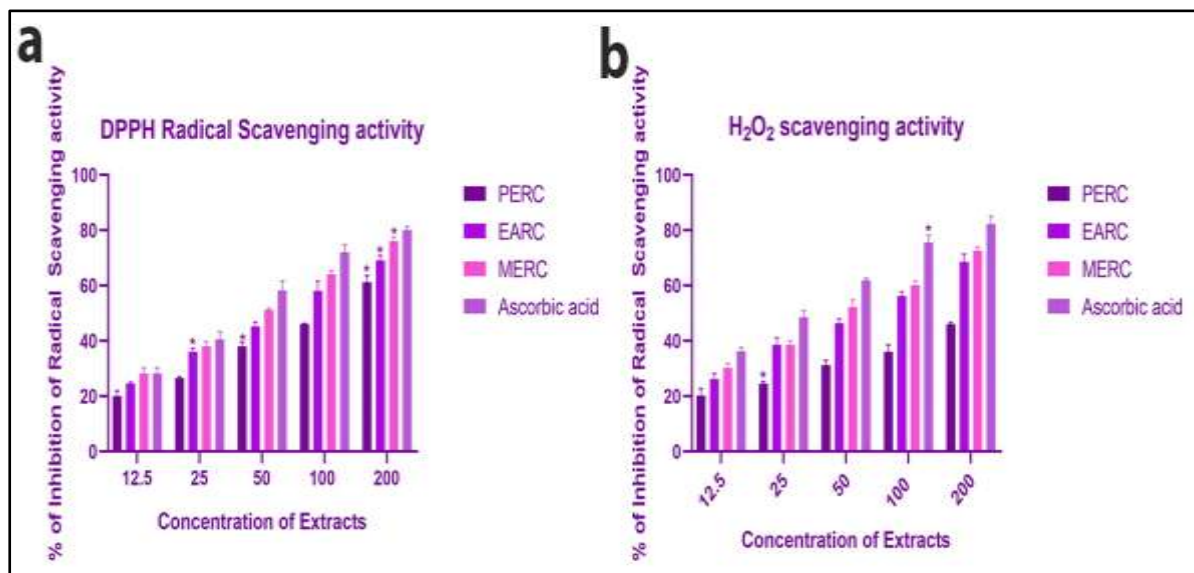 a
% of Inhibition of Radical Scavenging activity
DPPH Radical Scavenging activity
100
80
60
40
20
0
* * * * *
12.5 25 50 100 200
Concentration of Extracts
PERC
EARC
MERC
Ascorbic acid
b
% of Inhibition of Radical Scavenging activity
H₂O₂ scavenging activity
100
80
60
40
20
0
* *
12.5 25 50 100 200
Concentration of Extracts
PERC
EARC
MERC
Ascorbic acid